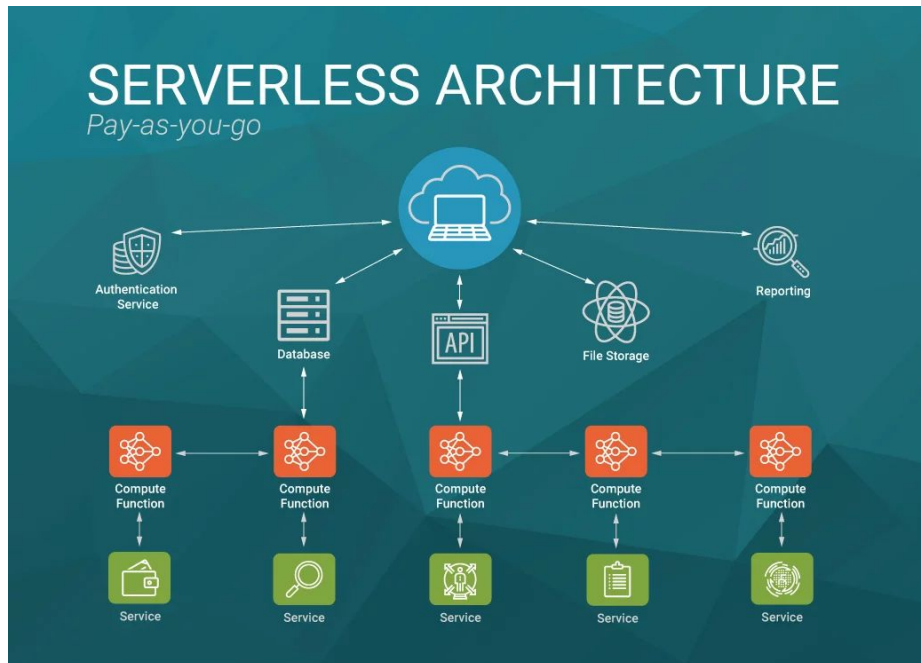 SERVERLESS ARCHITECTURE
Pay-as-you-go
Authentication
Service
Database
API
File Storage
Reporting
Compute
Function
Compute
Function
Compute
Function
Compute
Function
Compute
Function
Service
Service
Service
Service
Service